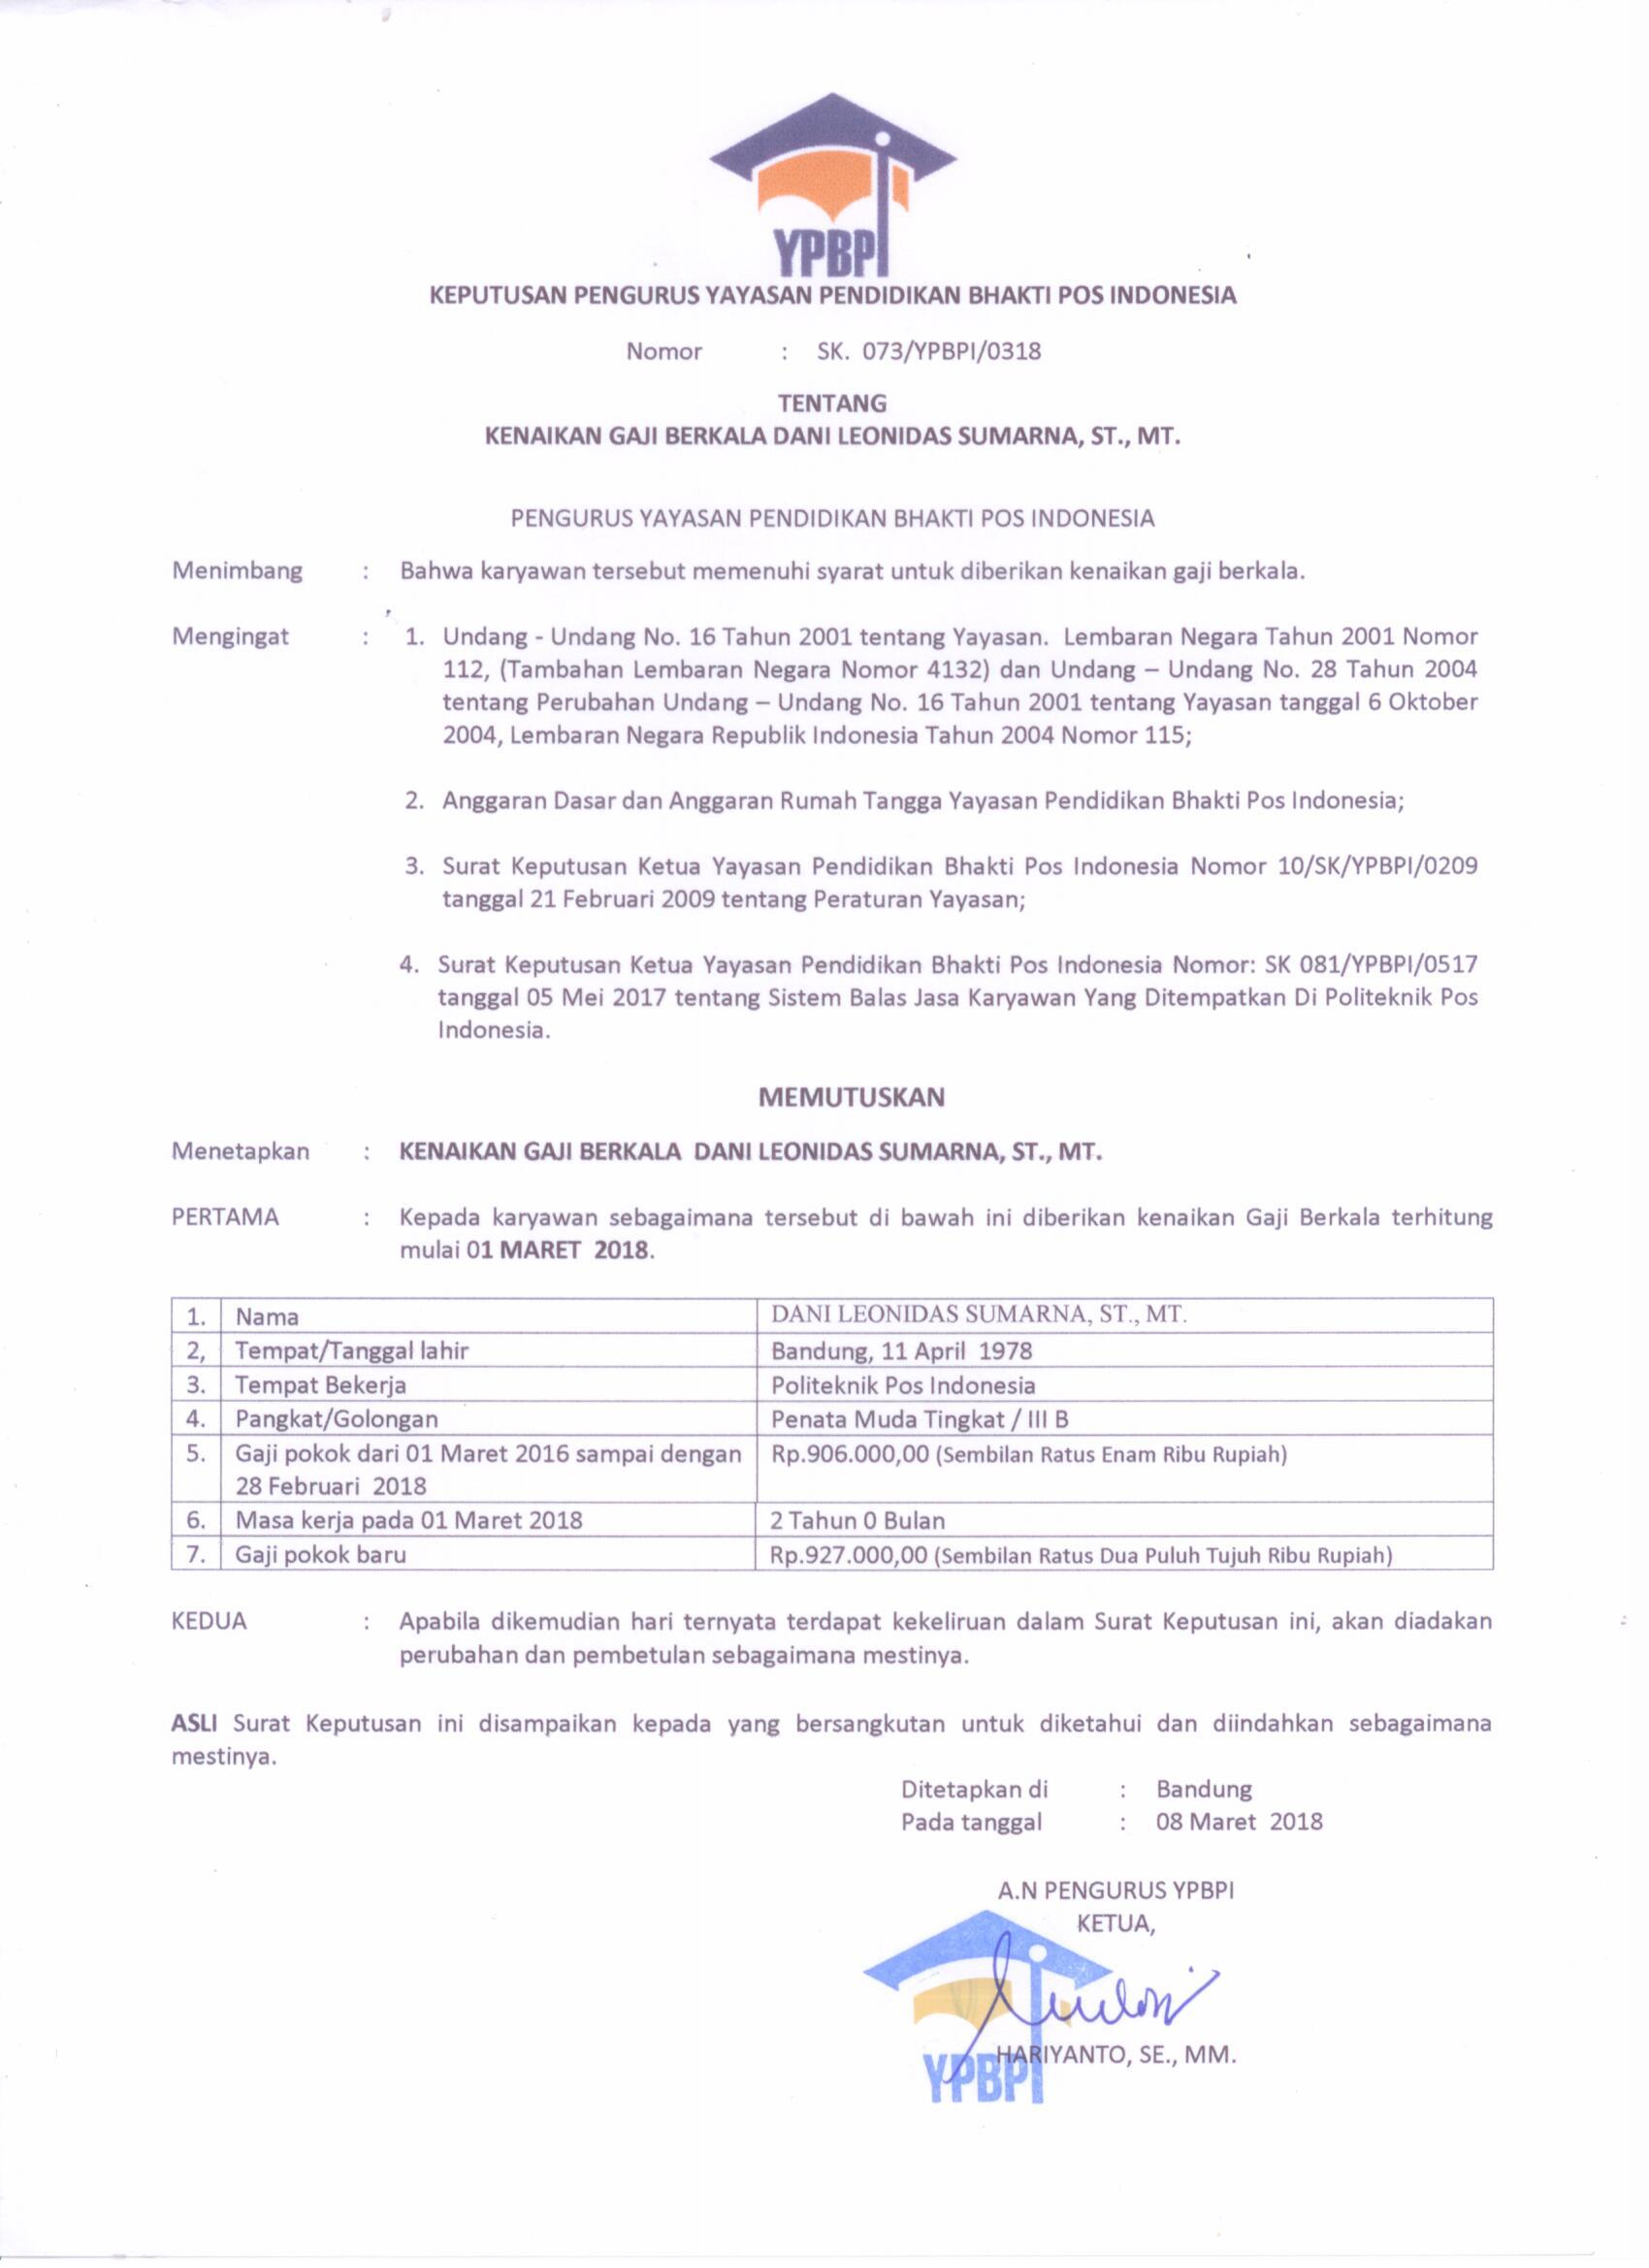 YPBPI
KEPUTUSAN PENGURUS YAYASAN PENDIDIKAN BHAKTI POS INDONESIA
Nomor : SK. 073/YPBPI/0318
TENTANG
KENAIKAN GAJI BERKALA DANI LEONIDAS SUMARNA, ST., MT.
PENGURUS YAYASAN PENDIDIKAN BHAKTI POS INDONESIA
Menimbang : Bahwa karyawan tersebut memenuhi syarat untuk diberikan kenaikan gaji berkala.
Mengingat : 1. Undang - Undang No. 16 Tahun 2001 tentang Yayasan. Lembaran Negara Tahun 2001 Nomor
112, (Tambahan Lembaran Negara Nomor 4132) dan Undang – Undang No. 28 Tahun 2004
tentang Perubahan Undang – Undang No. 16 Tahun 2001 tentang Yayasan tanggal 6 Oktober
2004, Lembaran Negara Republik Indonesia Tahun 2004 Nomor 115;
2. Anggaran Dasar dan Anggaran Rumah Tangga Yayasan Pendidikan Bhakti Pos Indonesia;
3. Surat Keputusan Ketua Yayasan Pendidikan Bhakti Pos Indonesia Nomor 10/SK/YPBPI/0209
tanggal 21 Februari 2009 tentang Peraturan Yayasan;
4. Surat Keputusan Ketua Yayasan Pendidikan Bhakti Pos Indonesia Nomor: SK 081/YPBPI/0517
tanggal 05 Mei 2017 tentang Sistem Balas Jasa Karyawan Yang Ditempatkan Di Politeknik Pos
Indonesia.
MEMUTUSKAN
Menetapkan : KENAIKAN GAJI BERKALA DANI LEONIDAS SUMARNA, ST., MT.
PERTAMA : Kepada karyawan sebagaimana tersebut di bawah ini diberikan kenaikan Gaji Berkala terhitung
mulai 01 MARET 2018.
1. Nama DANI LEONIDAS SUMARNA, ST., MT.
2, Tempat/Tanggal lahir Bandung, 11 April 1978
3. Tempat Bekerja Politeknik Pos Indonesia
4. Pangkat/Golongan Penata Muda Tingkat / III B
5. Gaji pokok dari 01 Maret 2016 sampai dengan Rp.906.000,00 (Sembilan Ratus Enam Ribu Rupiah)
28 Februari 2018
6. Masa kerja pada 01 Maret 2018 2 Tahun 0 Bulan
7. Gaji pokok baru Rp.927.000,00 (Sembilan Ratus Dua Puluh Tujuh Ribu Rupiah)
KEDUA : Apabila dikemudian hari ternyata terdapat kekeliruan dalam Surat Keputusan ini, akan diadakan
perubahan dan pembetulan sebagaimana mestinya.
ASLI Surat Keputusan ini disampaikan kepada yang bersangkutan untuk diketahui dan diindahkan sebagaimana
mestinya.
Ditetapkan di : Bandung
Pada tanggal : 08 Maret 2018
A.N PENGURUS YPBPI
KETUA,
HARIYANTO, SE., MM.
YPBPI